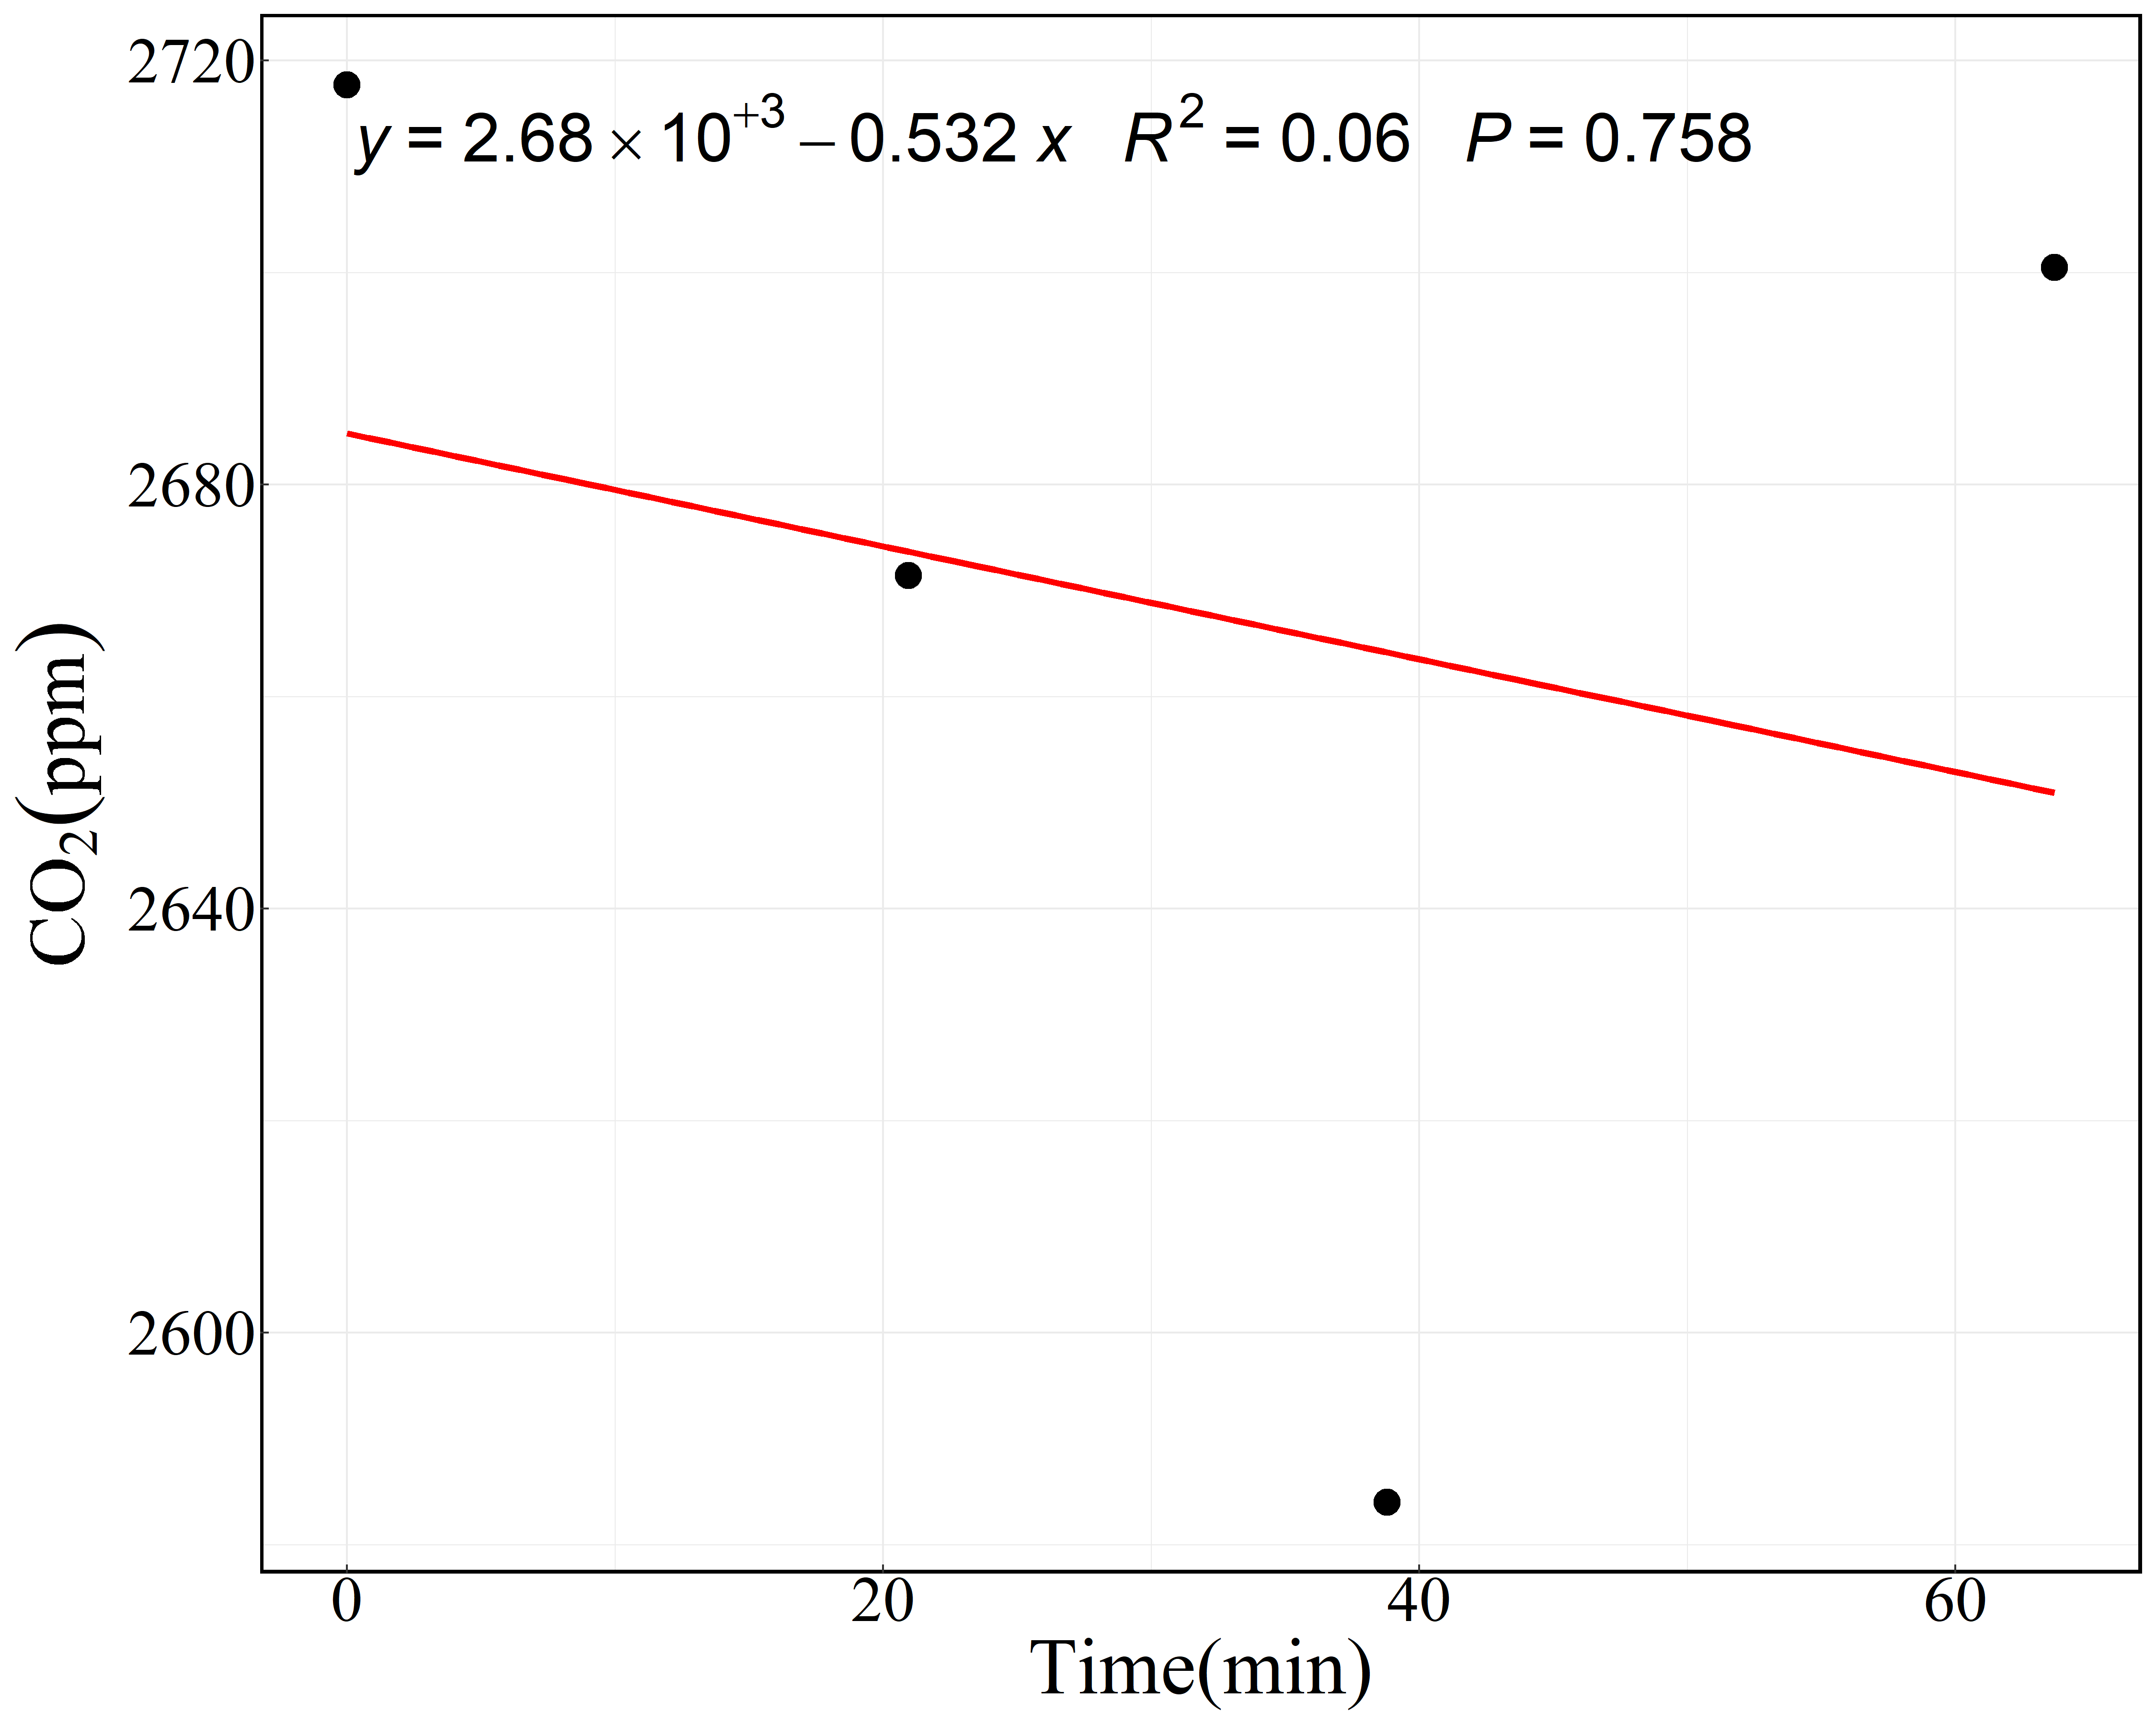 2720
y = 2.68 × 10⁺³ − 0.532 x R² = 0.06 P = 0.758
2680
2640
2600
CO₂(ppm)
0 20 40 60
Time(min)